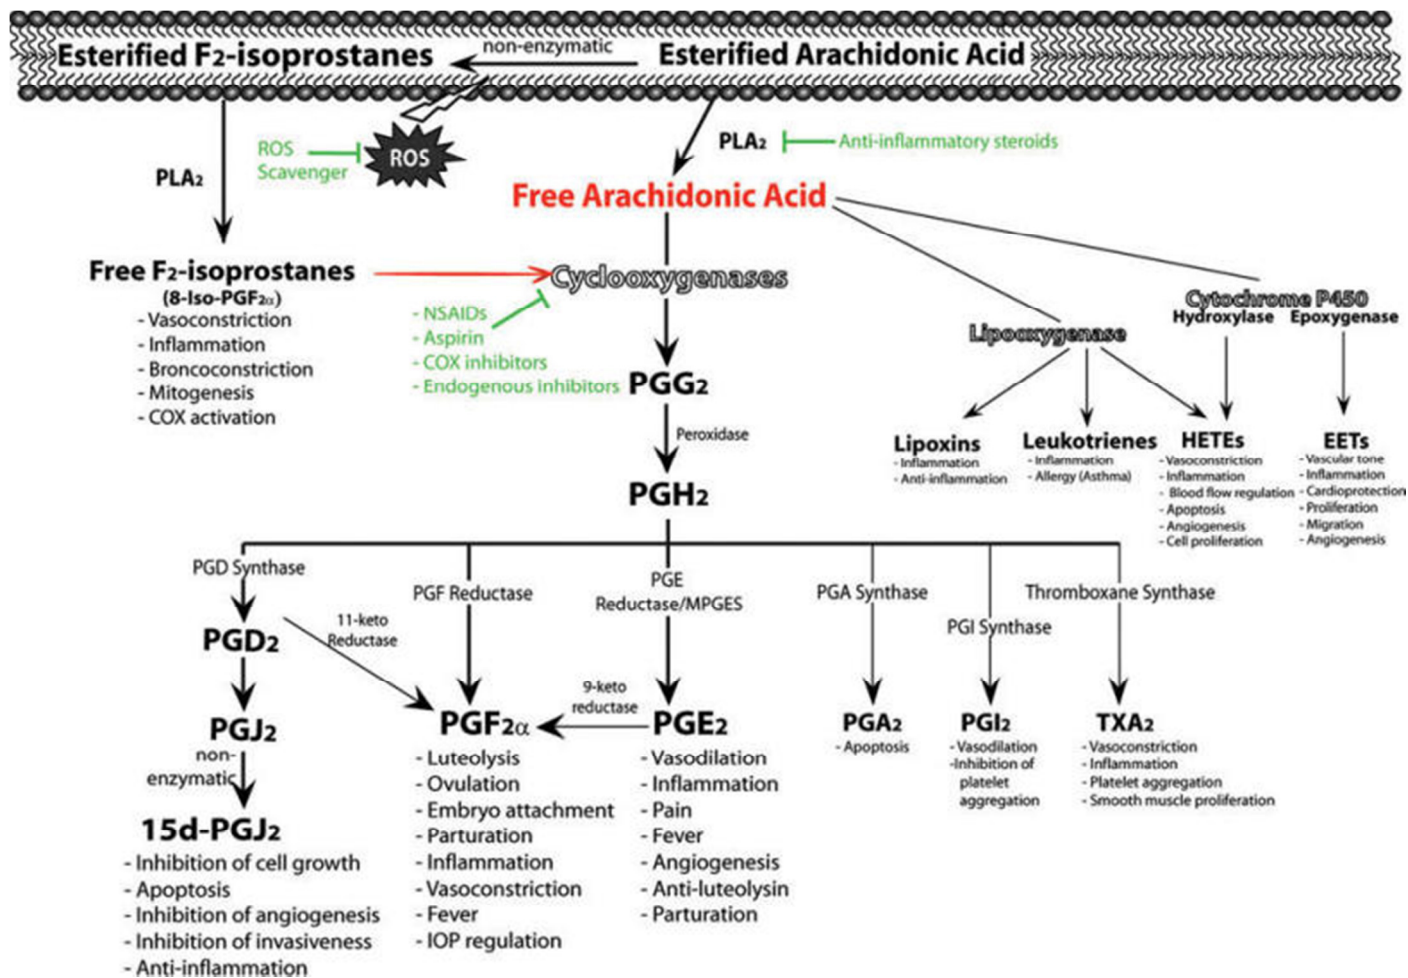 Esterified F2-isoprostanes
non-enzymatic
Esterified Arachidonic Acid
ROS
Scavenger
ROS
PLA2
Anti-inflammatory steroids
PLA2
Free Arachidonic Acid
Free F2-isoprostanes
(8-Iso-PGF2α)
- Vasoconstriction
- Inflammation
- Broncoconstriction
- Mitogenesis
- COX activation
Cyclooxygenases
- NSAIDs
- Aspirin
- COX inhibitors
- Endogenous inhibitors
PGG2
Peroxidase
PGH2
Cytochrome P450
Hydroxylase Epoxygenase
Lipooxygenase
Lipoxins
- Inflammation
- Anti-inflammation
Leukotrienes
- Inflammation
- Allergy (Asthma)
HETEs
- Vasoconstriction
- Inflammation
- Blood flow regulation
- Apoptosis
- Angiogenesis
- Cell proliferation
EETs
- Vascular tone
- Inflammation
- Cardioprotection
- Proliferation
- Migration
- Angiogenesis
PGD Synthase
PGF Reductase
PGE
Reductase/MPGES
PGA Synthase
PGI Synthase
Thromboxane Synthase
PGD2
11-keto
Reductase
PGJ2
non-
enzymatic
15d-PGJ2
- Inhibition of cell growth
- Apoptosis
- Inhibition of angiogenesis
- Inhibition of invasiveness
- Anti-inflammation
PGF2α
- Luteolysis
- Ovulation
- Embryo attachment
- Parturation
- Inflammation
- Vasoconstriction
- Fever
- IOP regulation
9-keto
reductase
PGE2
- Vasodilation
- Inflammation
- Pain
- Fever
- Angiogenesis
- Anti-luteolysin
- Parturation
PGA2
- Apoptosis
PGI2
- Vasodilation
-Inhibition of
platelet
aggregation
TXA2
- Vasoconstriction
- Inflammation
- Platelet aggregation
- Smooth muscle proliferation